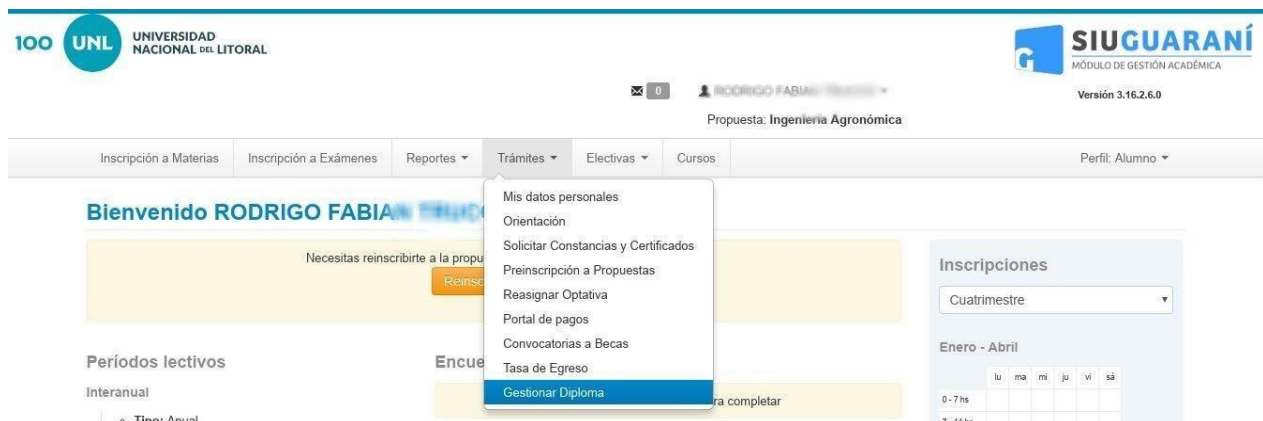 100 UNL UNIVERSIDAD
NACIONAL DEL LITORAL
G SIUGUARANÍ
MÓDULO DE GESTIÓN ACADÉMICA
0 RODRIGO FABIAN
Versión 3.16.2.6.0
Propuesta: Ingeniería Agronómica
Inscripción a Materias Inscripción a Exámenes Reportes Trámites Electivas Cursos Perfil: Alumno
Bienvenido RODRIGO FABIAN
Mis datos personales
Orientación
Solicitar Constancias y Certificados
Preinscripción a Propuestas
Reasignar Optativa
Portal de pagos
Convocatorias a Becas
Tasa de Egreso
Gestionar Diploma
Necesitas reinscribirte a la propu
Reinsc
Períodos lectivos
Interanual
Tipo: Anual
Encue
ra completar
Inscripciones
Cuatrimestre
Enero - Abril
lu ma mi ju vi sá
0 - 7 hs